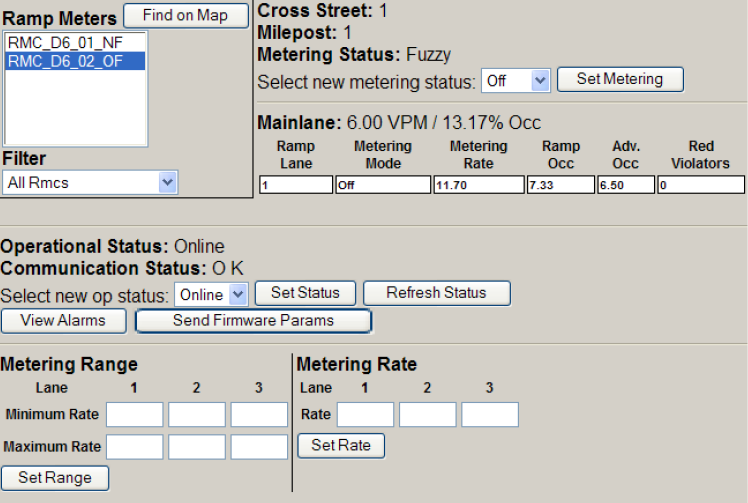 Ramp Meters Find on Map
RMC_D6_01_NF
RMC_D6_02_OF
Filter
All Rmcs
Cross Street: 1
Milepost: 1
Metering Status: Fuzzy
Select new metering status: Off Set Metering
Mainlane: 6.00 VPM / 13.17% Occ
Ramp Lane Metering Mode Metering Rate Ramp Occ Adv. Occ Red Violators
1 Off 11.70 7.33 6.50 0
Operational Status: Online
Communication Status: O K
Select new op status: Online Set Status Refresh Status
View Alarms Send Firmware Params
Metering Range
Lane 1 2 3
Minimum Rate
Maximum Rate
Set Range
Metering Rate
Lane 1 2 3
Rate
Set Rate